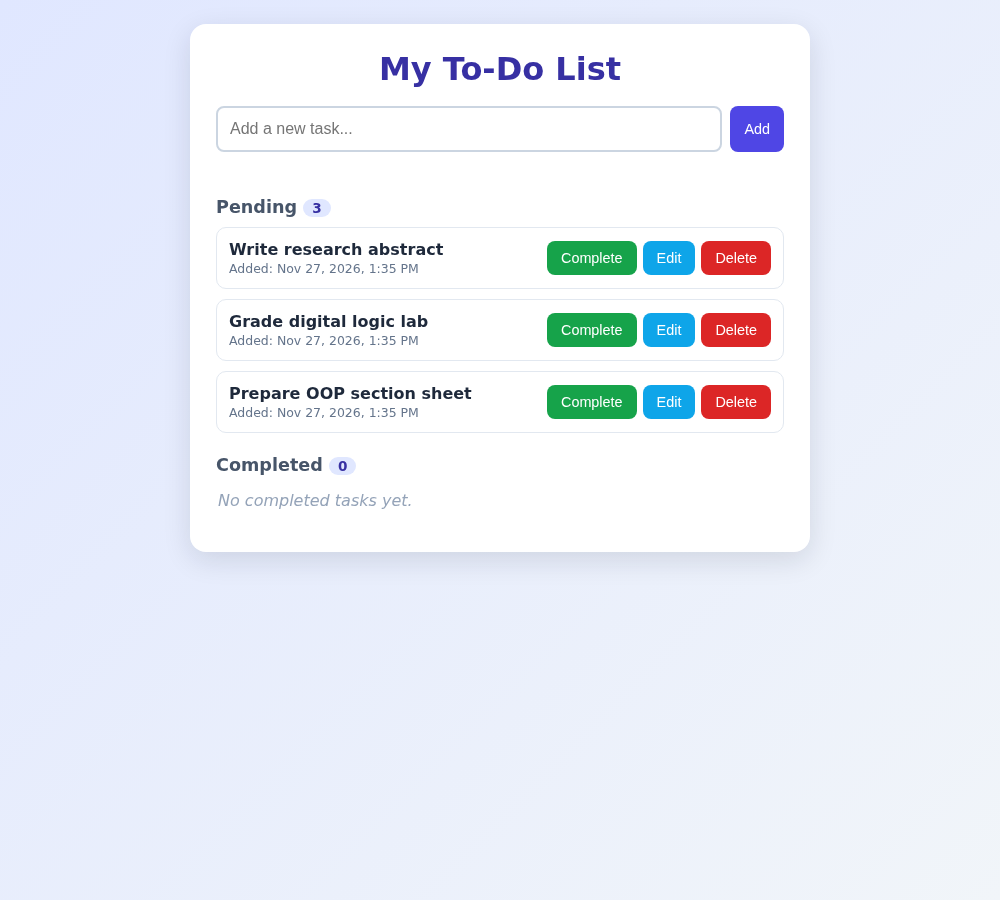 My To-Do List
Add a new task...
Add
Pending 3
Write research abstract
Added: Nov 27, 2026, 1:35 PM
Complete Edit Delete
Grade digital logic lab
Added: Nov 27, 2026, 1:35 PM
Complete Edit Delete
Prepare OOP section sheet
Added: Nov 27, 2026, 1:35 PM
Complete Edit Delete
Completed 0
No completed tasks yet.